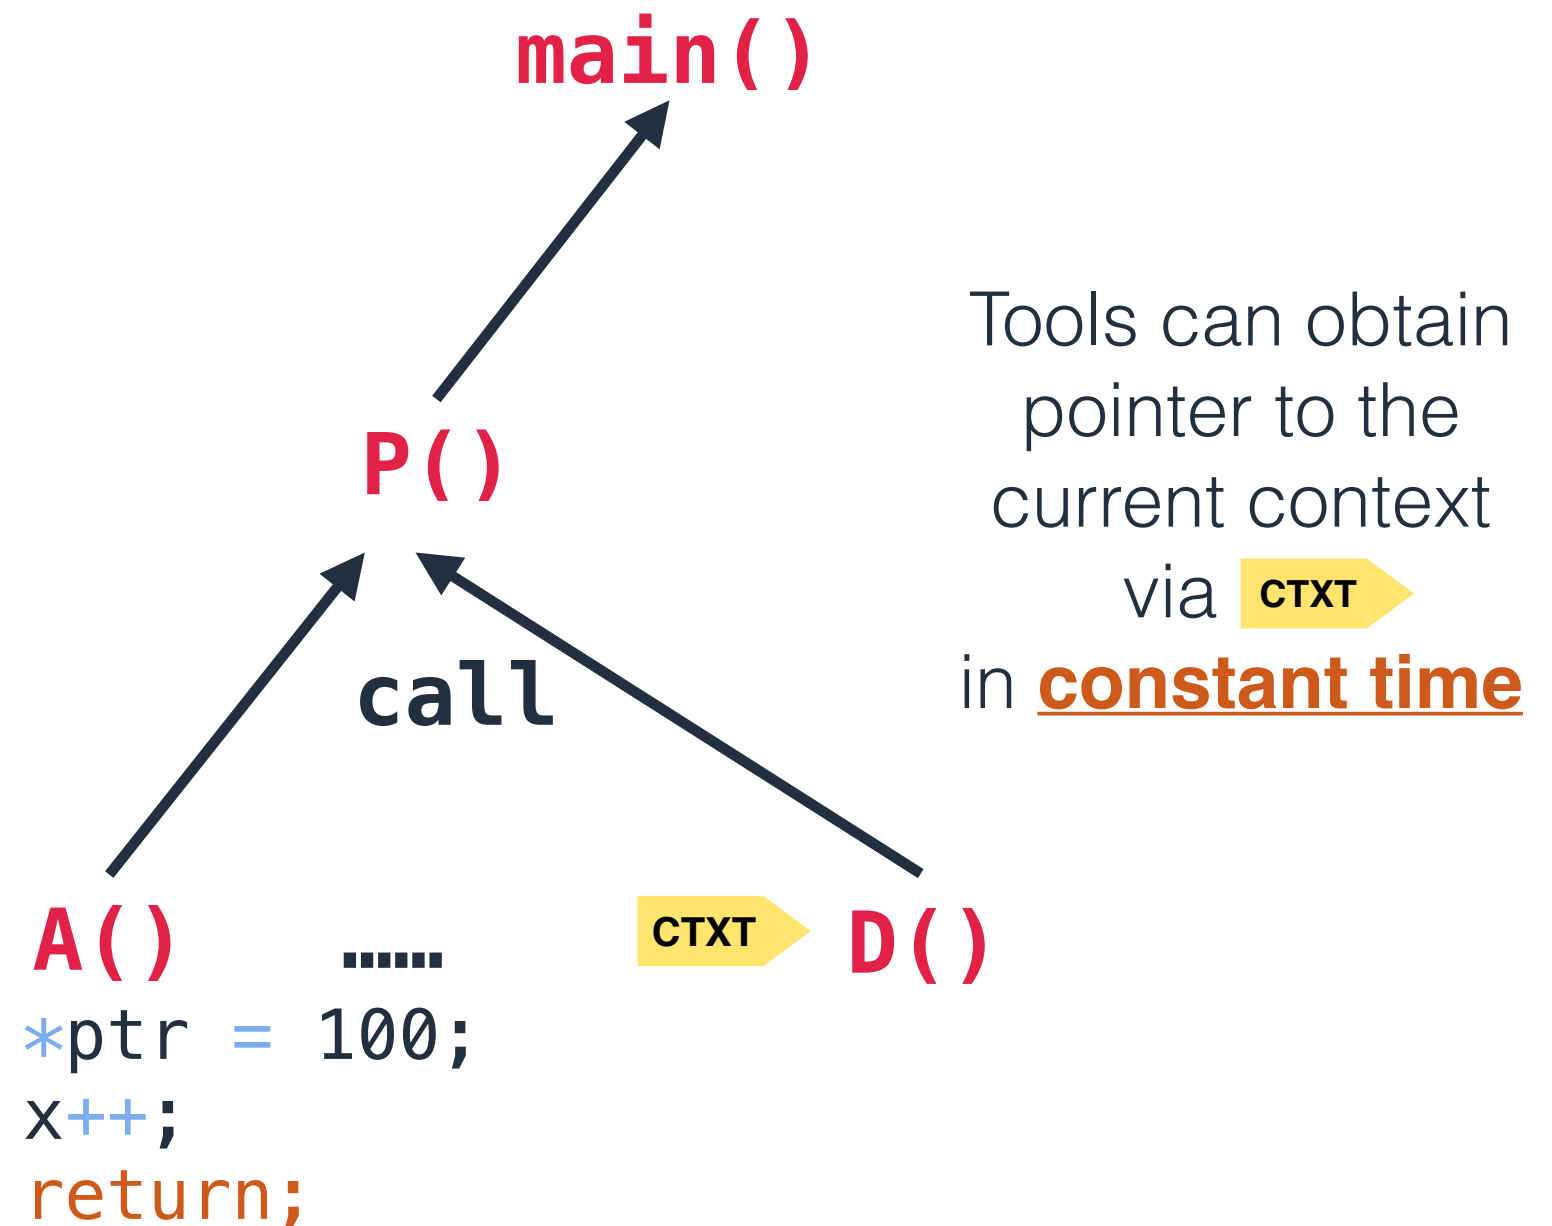 main()
Tools can obtain
pointer to the
current context
via CTXT
in constant time
P()
call
A() ...... CTXT D()
*ptr = 100;
x++;
return;